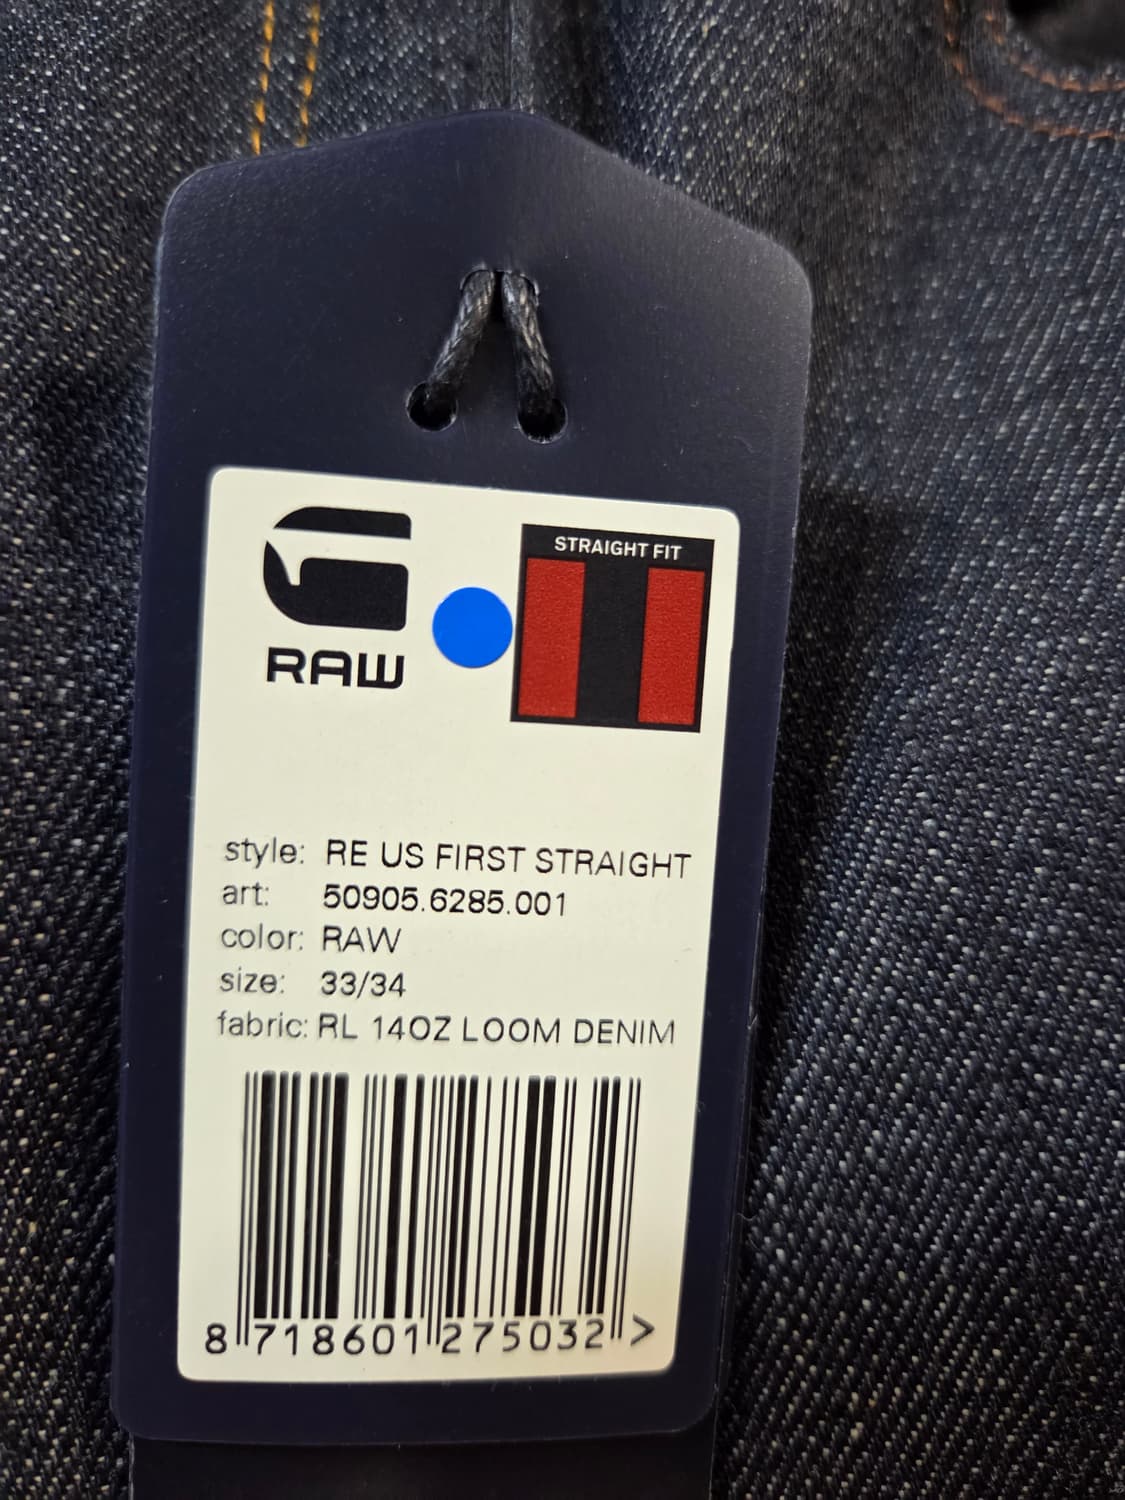 STRAIGHT FIT
RAW
style: RE US FIRST STRAIGHT
art: 50905.6285.001
color: RAW
size: 33/34
fabric: RL 14OZ LOOM DENIM
8 718601 275032 >